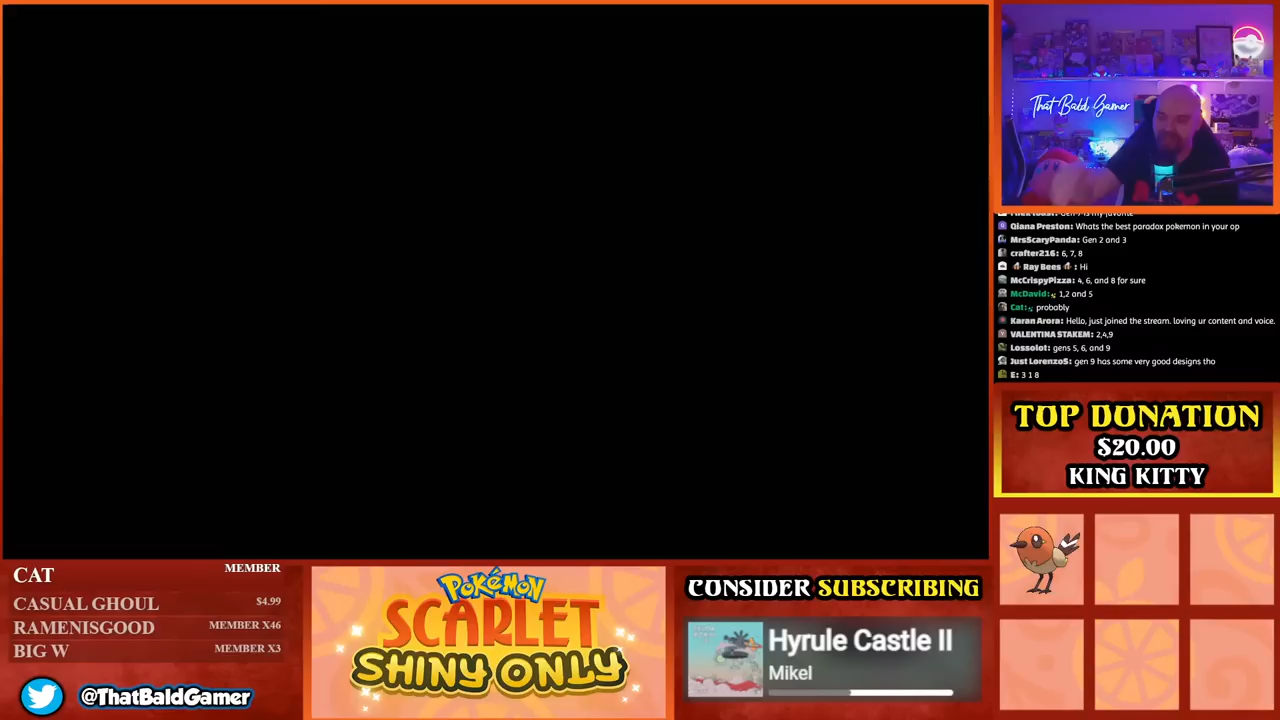 That Bald Gamer
Qiana Preston: Whats the best paradox pokemon in your op
MrsScaryPanda: Gen 2 and 3
crafter216: 6, 7, 8
Ray Bees : Hi
McCrispyPizza: 4, 6, and 8 for sure
McDavid: 1,2 and 5
Cat: probably
Karan Arora: Hello, just joined the stream. loving ur content and voice.
VALENTINA STAKEM: 2,4,9
Lossolot: gens 5, 6, and 9
Just LorenzoS: gen 9 has some very good designs tho
E: 3 1 8
TOP DONATION
$20.00
KING KITTY
CAT MEMBER
CASUAL GHOUL $4.99
RAMENISGOOD MEMBER X46
BIG W MEMBER X3
@ThatBaldGamer
POKéMON
SCARLET
SHINY ONLY
CONSIDER SUBSCRIBING
Hyrule Castle II
Mikel